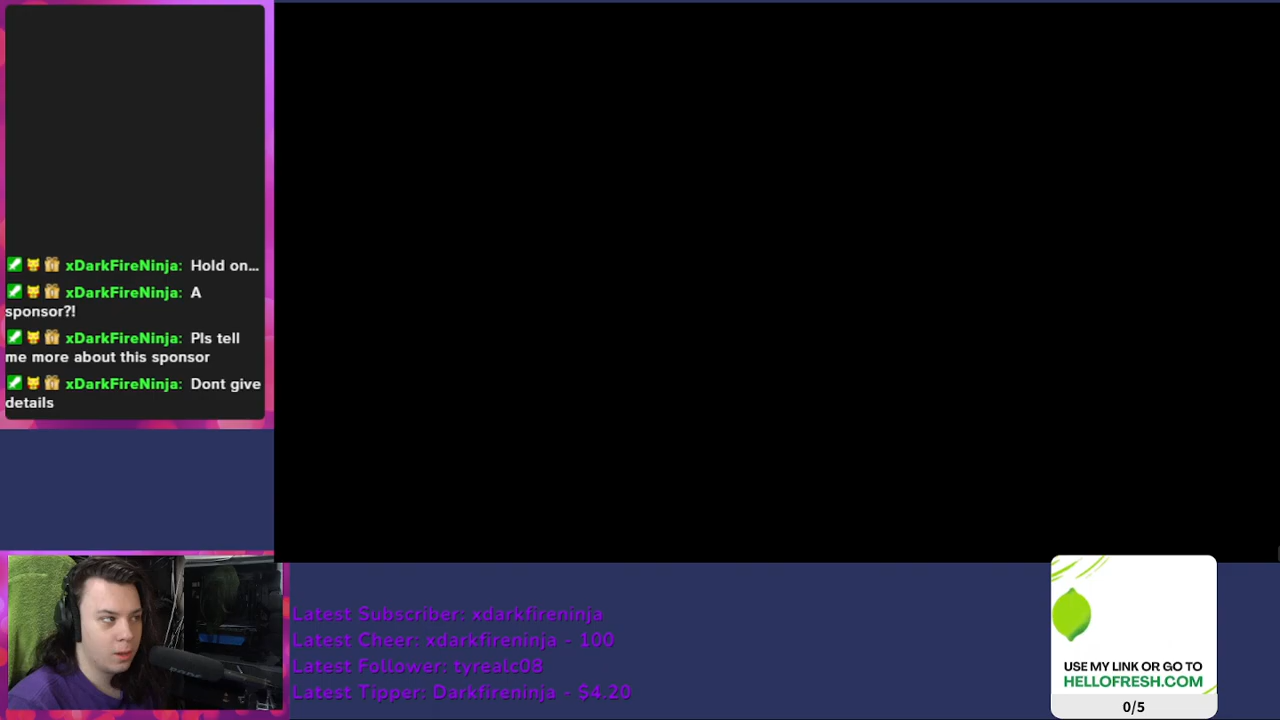 xDarkFireNinja: Hold on...
xDarkFireNinja: A
sponsor?!
xDarkFireNinja: Pls tell
me more about this sponsor
xDarkFireNinja: Dont give
details
Latest Subscriber: xdarkfireninja
Latest Cheer: xdarkfireninja - 100
Latest Follower: tyrealc08
Latest Tipper: Darkfireninja - $4.20
USE MY LINK OR GO TO
HELLOFRESH.COM
0/5